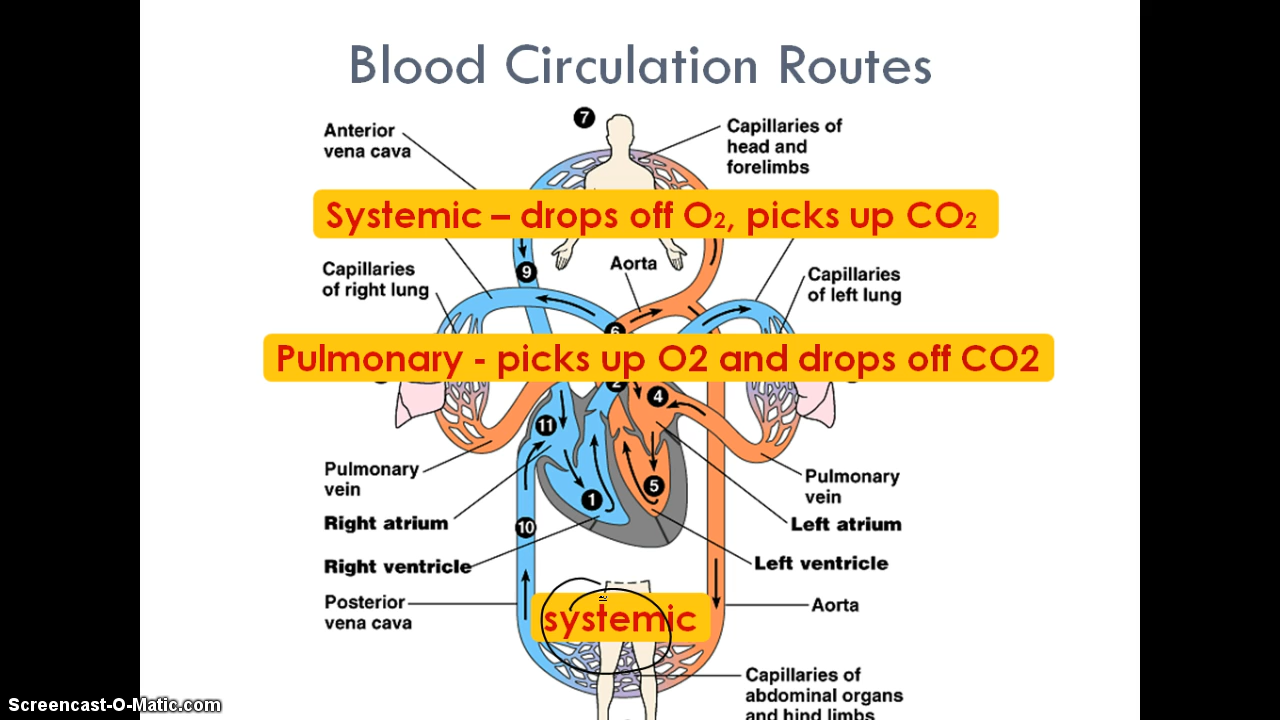 Blood Circulation Routes
7
Anterior
vena cava
Capillaries of
head and
forelimbs
Systemic – drops off O₂, picks up CO₂
9
Aorta
Capillaries
of right lung
Capillaries
of left lung
6
Pulmonary - picks up O2 and drops off CO2
2
4
11
5
1
Pulmonary
vein
Pulmonary
vein
Right atrium
10
Left atrium
Right ventricle
Left ventricle
Posterior
vena cava
systemic
Aorta
Capillaries of
abdominal organs
and hind limbs
Screencast-O-Matic.com